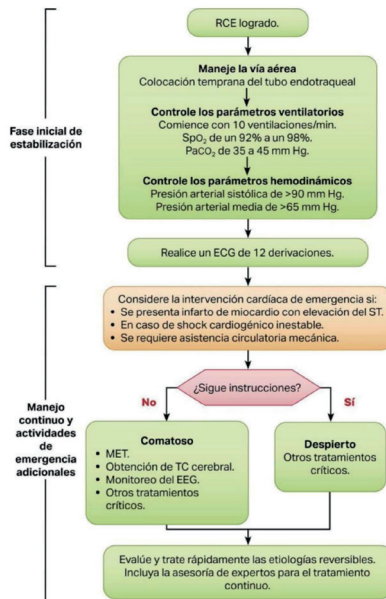 RCE logrado.
Maneje la vía aérea
Colocación temprana del tubo endotraqueal
Controle los parámetros ventilatorios
Comience con 10 ventilaciones/min.
SpO2 de un 92% a un 98%.
PaCO2 de 35 a 45 mm Hg.
Controle los parámetros hemodinámicos
Presión arterial sistólica de >90 mm Hg.
Presión arterial media de >65 mm Hg.
Fase inicial de
estabilización
Realice un ECG de 12 derivaciones.
Considere la intervención cardíaca de emergencia si:
• Se presenta infarto de miocardio con elevación del ST.
• En caso de shock cardiogénico inestable.
• Se requiere asistencia circulatoria mecánica.
¿Sigue instrucciones?
No
Sí
Manejo
continuo y
actividades
de
emergencia
adicionales
Comatoso
• MET.
• Obtención de TC cerebral.
• Monitoreo del EEG.
• Otros tratamientos
críticos.
Despierto
Otros tratamientos
críticos.
Evalúe y trate rápidamente las etiologías reversibles.
Incluya la asesoría de expertos para el tratamiento
continuo.